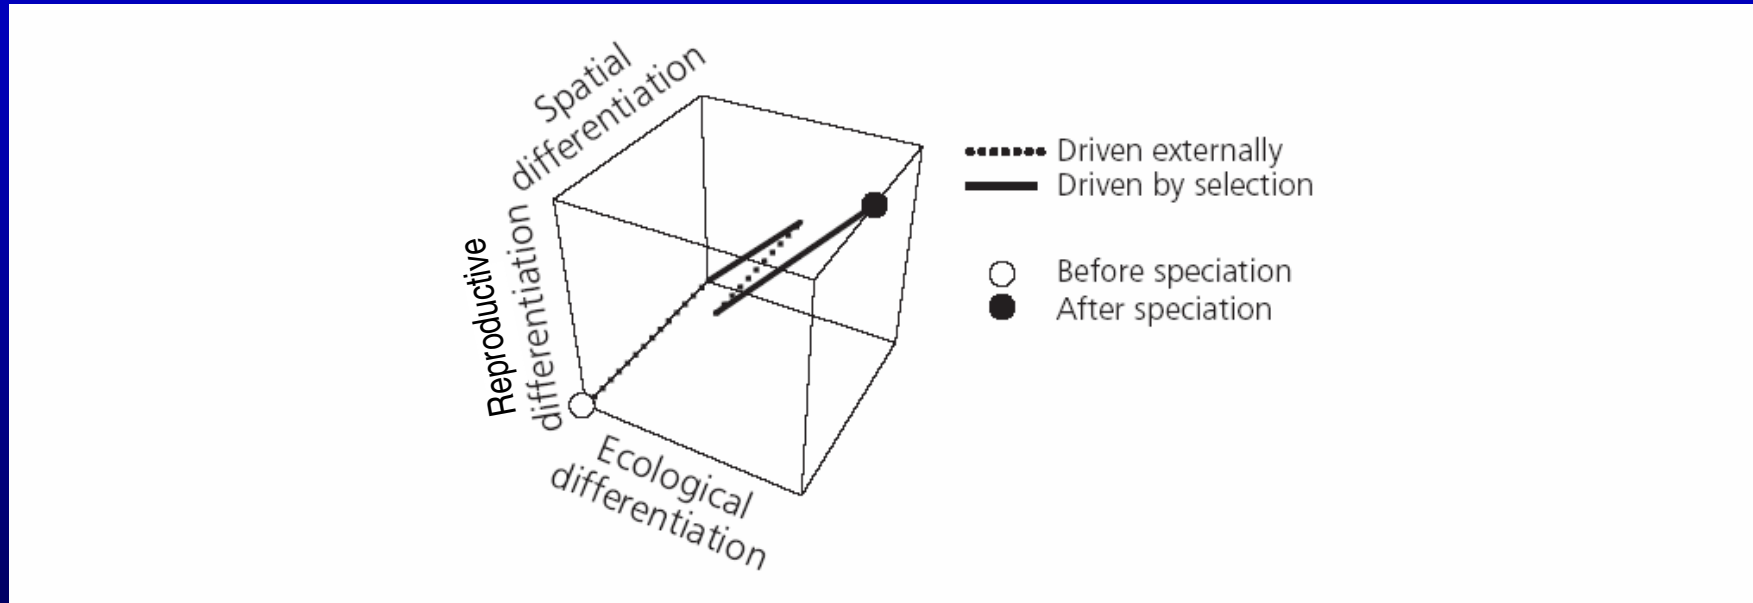 Spatial
differentiation
Reproductive
differentiation
Ecological
differentiation
Driven externally
Driven by selection
Before speciation
After speciation